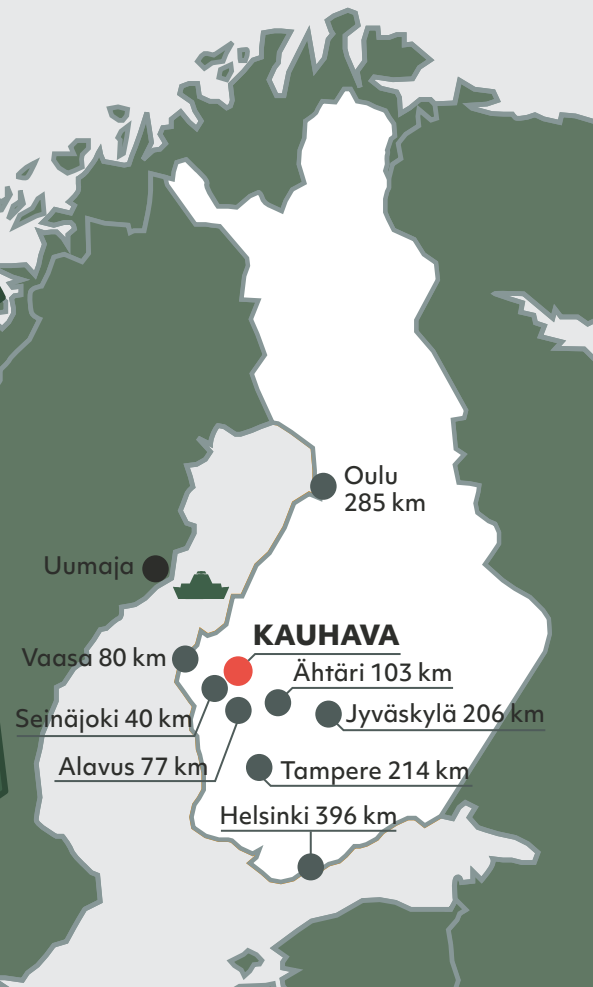 Oulu
285 km
Uumaja
KAUHAVA
Vaasa 80 km
Ähtäri 103 km
Seinäjoki 40 km
Jyväskylä 206 km
Alavus 77 km
Tampere 214 km
Helsinki 396 km